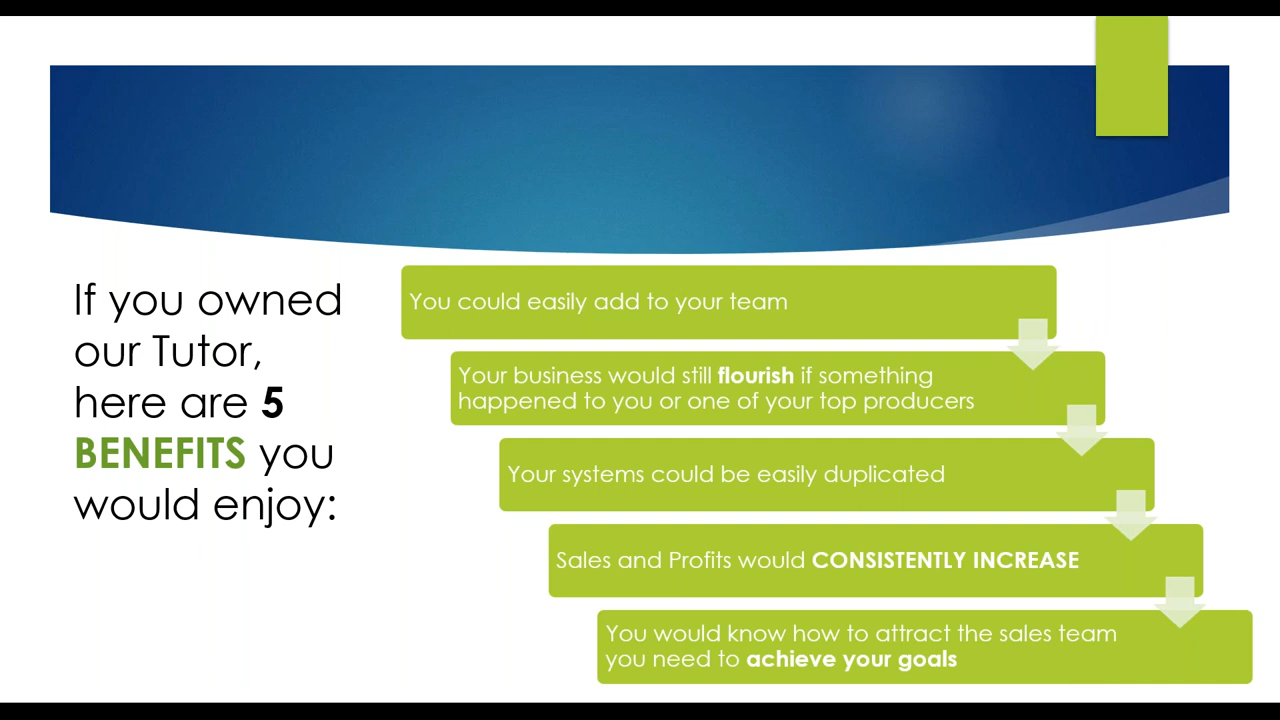 If you owned
our Tutor,
here are 5
BENEFITS you
would enjoy:
You could easily add to your team
Your business would still flourish if something
happened to you or one of your top producers
Your systems could be easily duplicated
Sales and Profits would CONSISTENTLY INCREASE
You would know how to attract the sales team
you need to achieve your goals